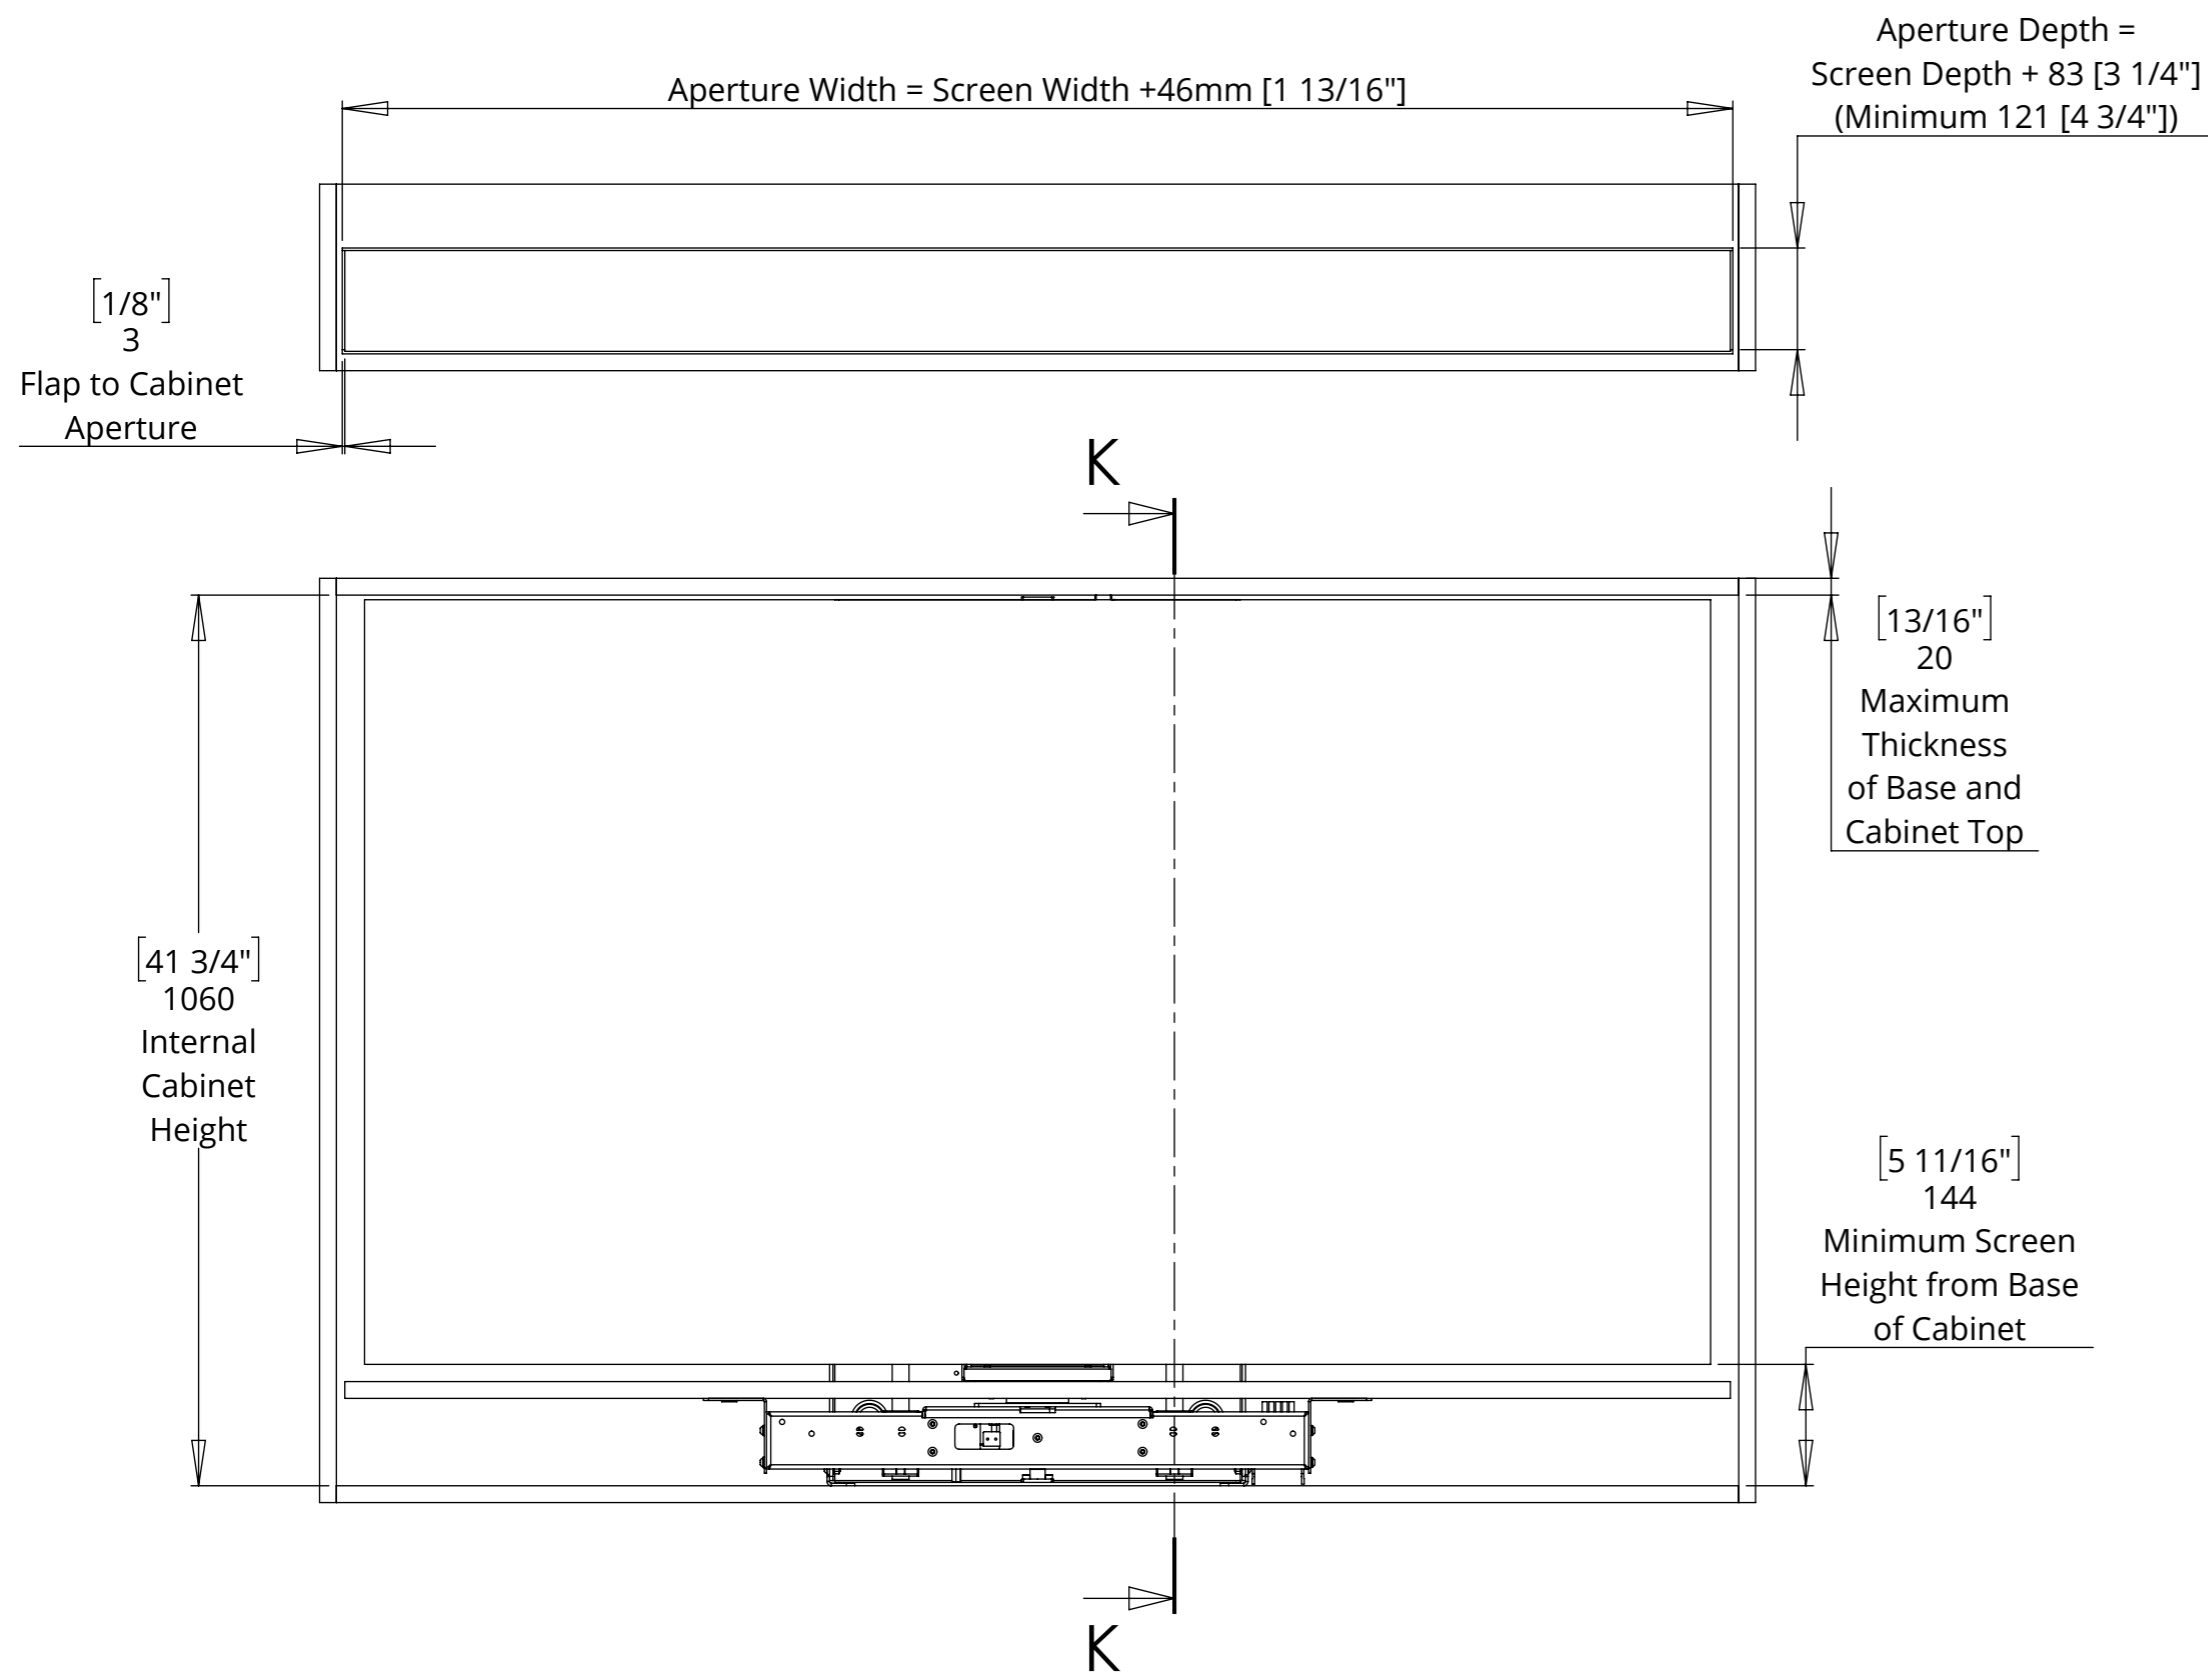 Aperture Depth =
Screen Depth + 83 [3 1/4"]
(Minimum 121 [4 3/4"])
Aperture Width = Screen Width +46mm [1 13/16"]
[1/8"]
3
Flap to Cabinet
Aperture
K
[13/16"]
20
Maximum
Thickness
of Base and
Cabinet Top
[41 3/4"]
1060
Internal
Cabinet
Height
[5 11/16"]
144
Minimum Screen
Height from Base
of Cabinet
K